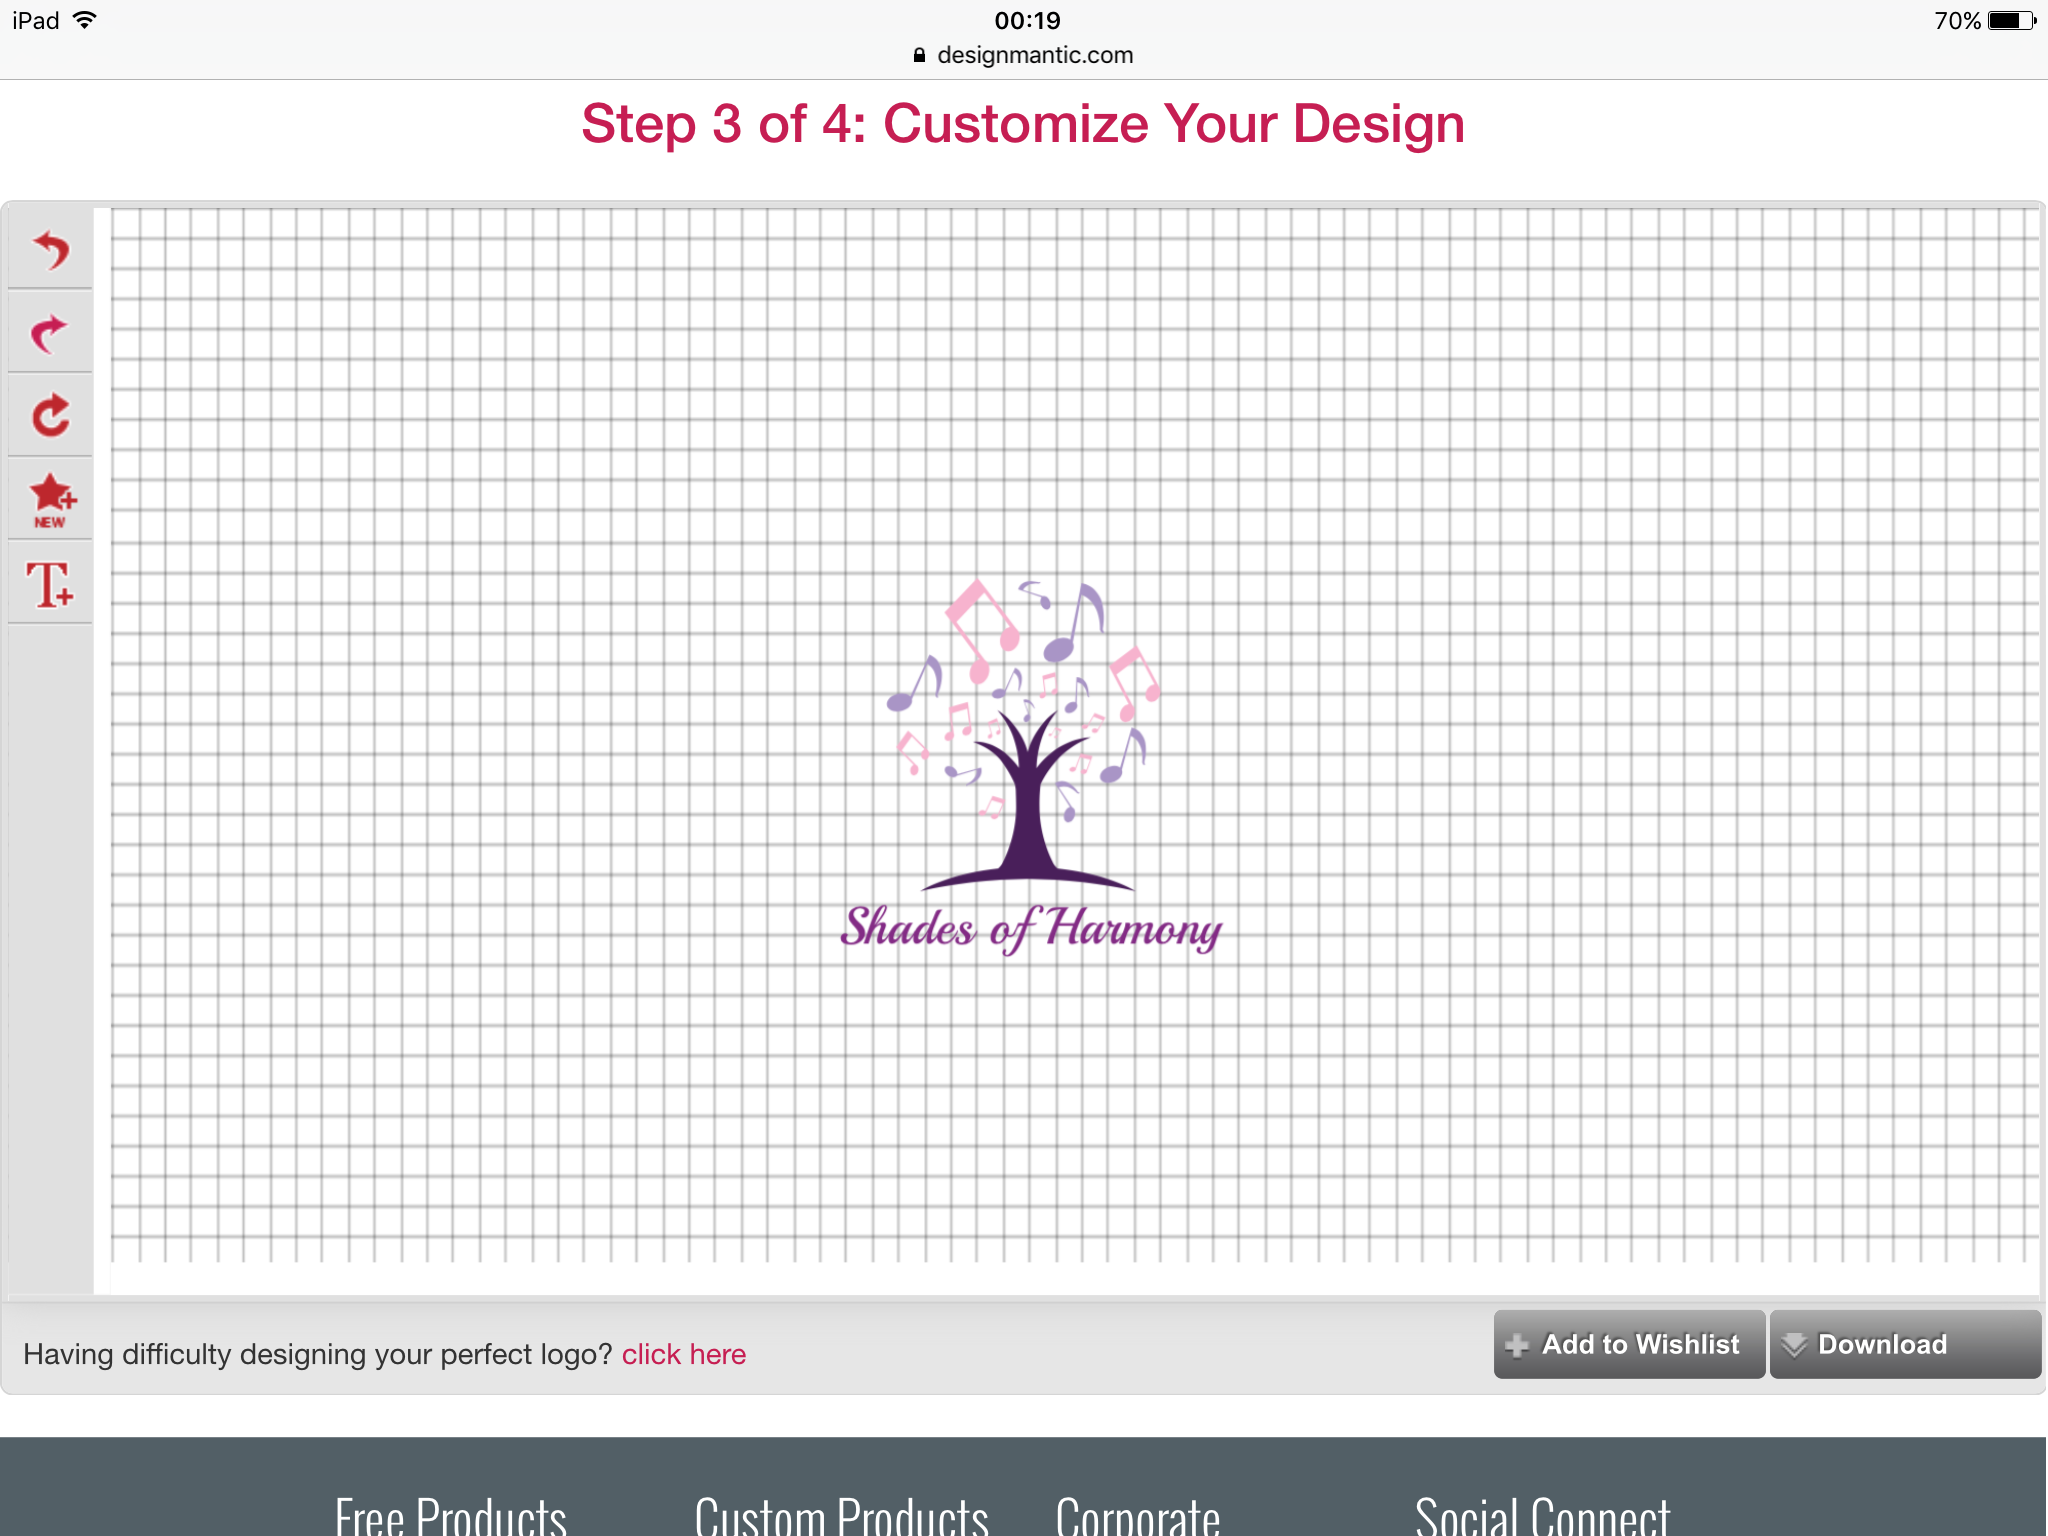 iPad 00:19 70%
designmantic.com
Step 3 of 4: Customize Your Design
NEW
T+
Shades of Harmony
Having difficulty designing your perfect logo? click here
Add to Wishlist
Download
Free Products Custom Products Corporate Social Connect